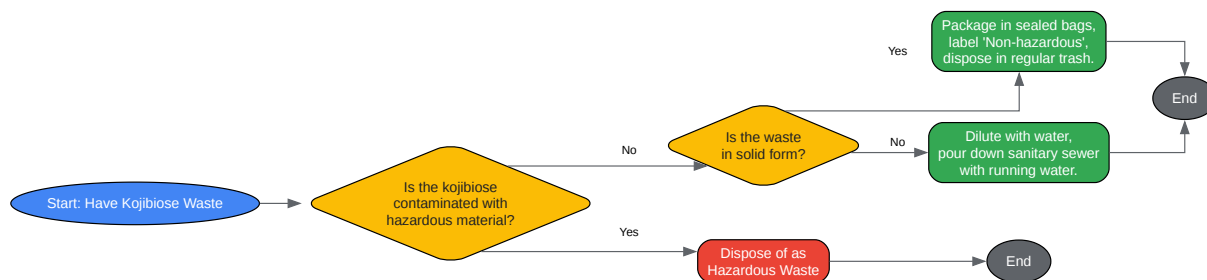 Start: Have Kojibiose Waste
Is the kojibiose
contaminated with
hazardous material?
No
Yes
Is the waste
in solid form?
Yes
No
Package in sealed bags,
label 'Non-hazardous',
dispose in regular trash.
Dilute with water,
pour down sanitary sewer
with running water.
End
Dispose of as
Hazardous Waste
End